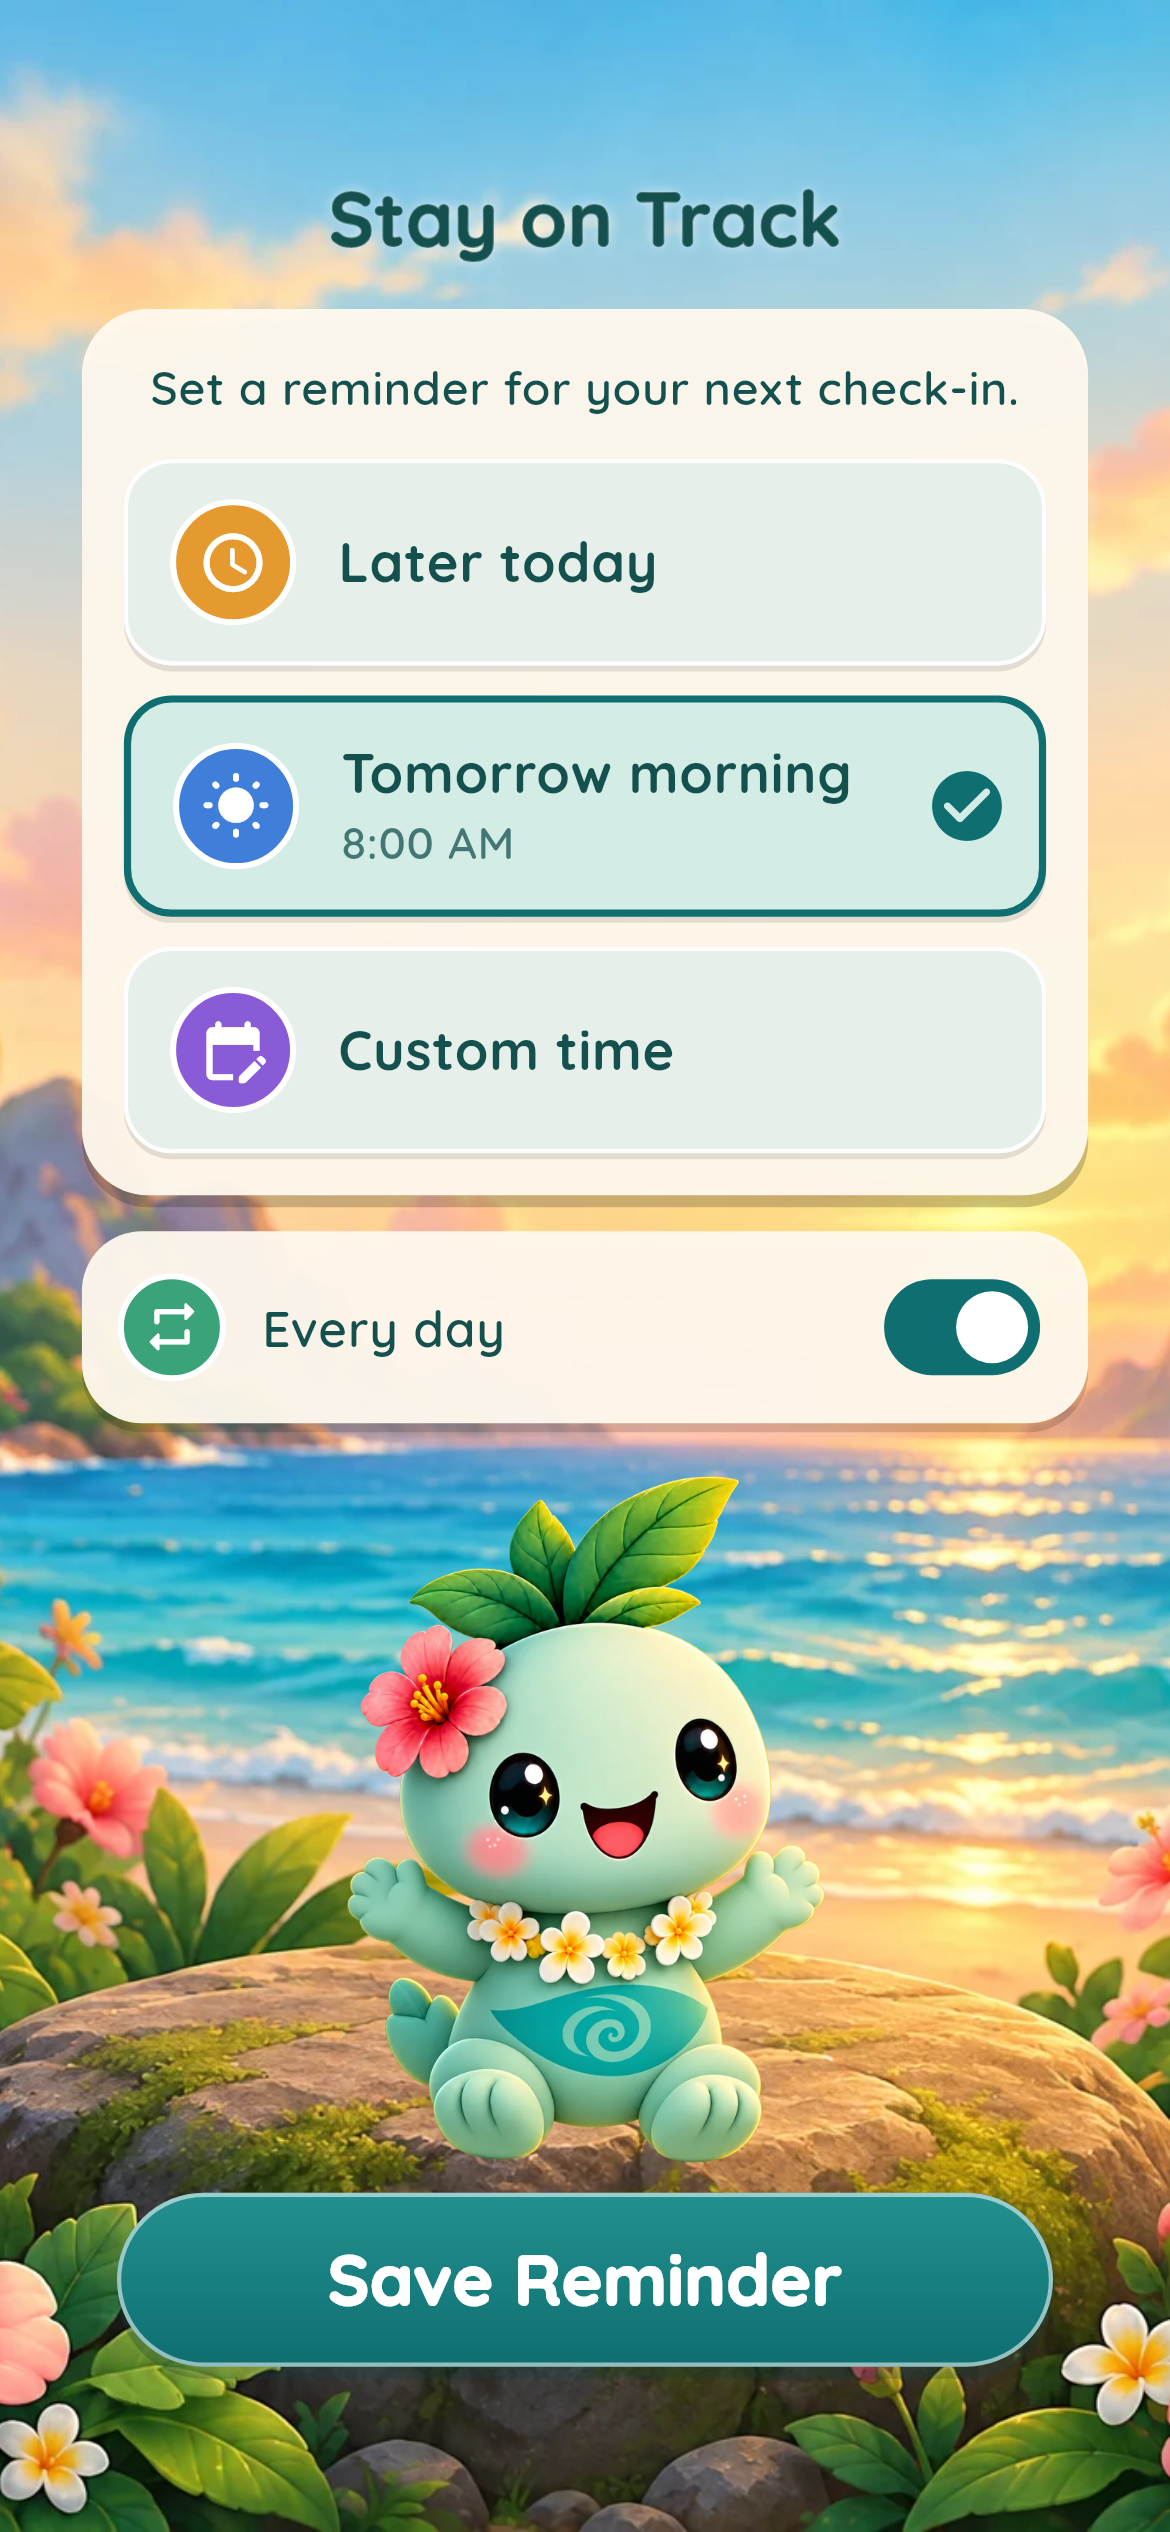 Stay on Track
Set a reminder for your next check-in.
Later today
Tomorrow morning
8:00 AM
Custom time
Every day
Save Reminder